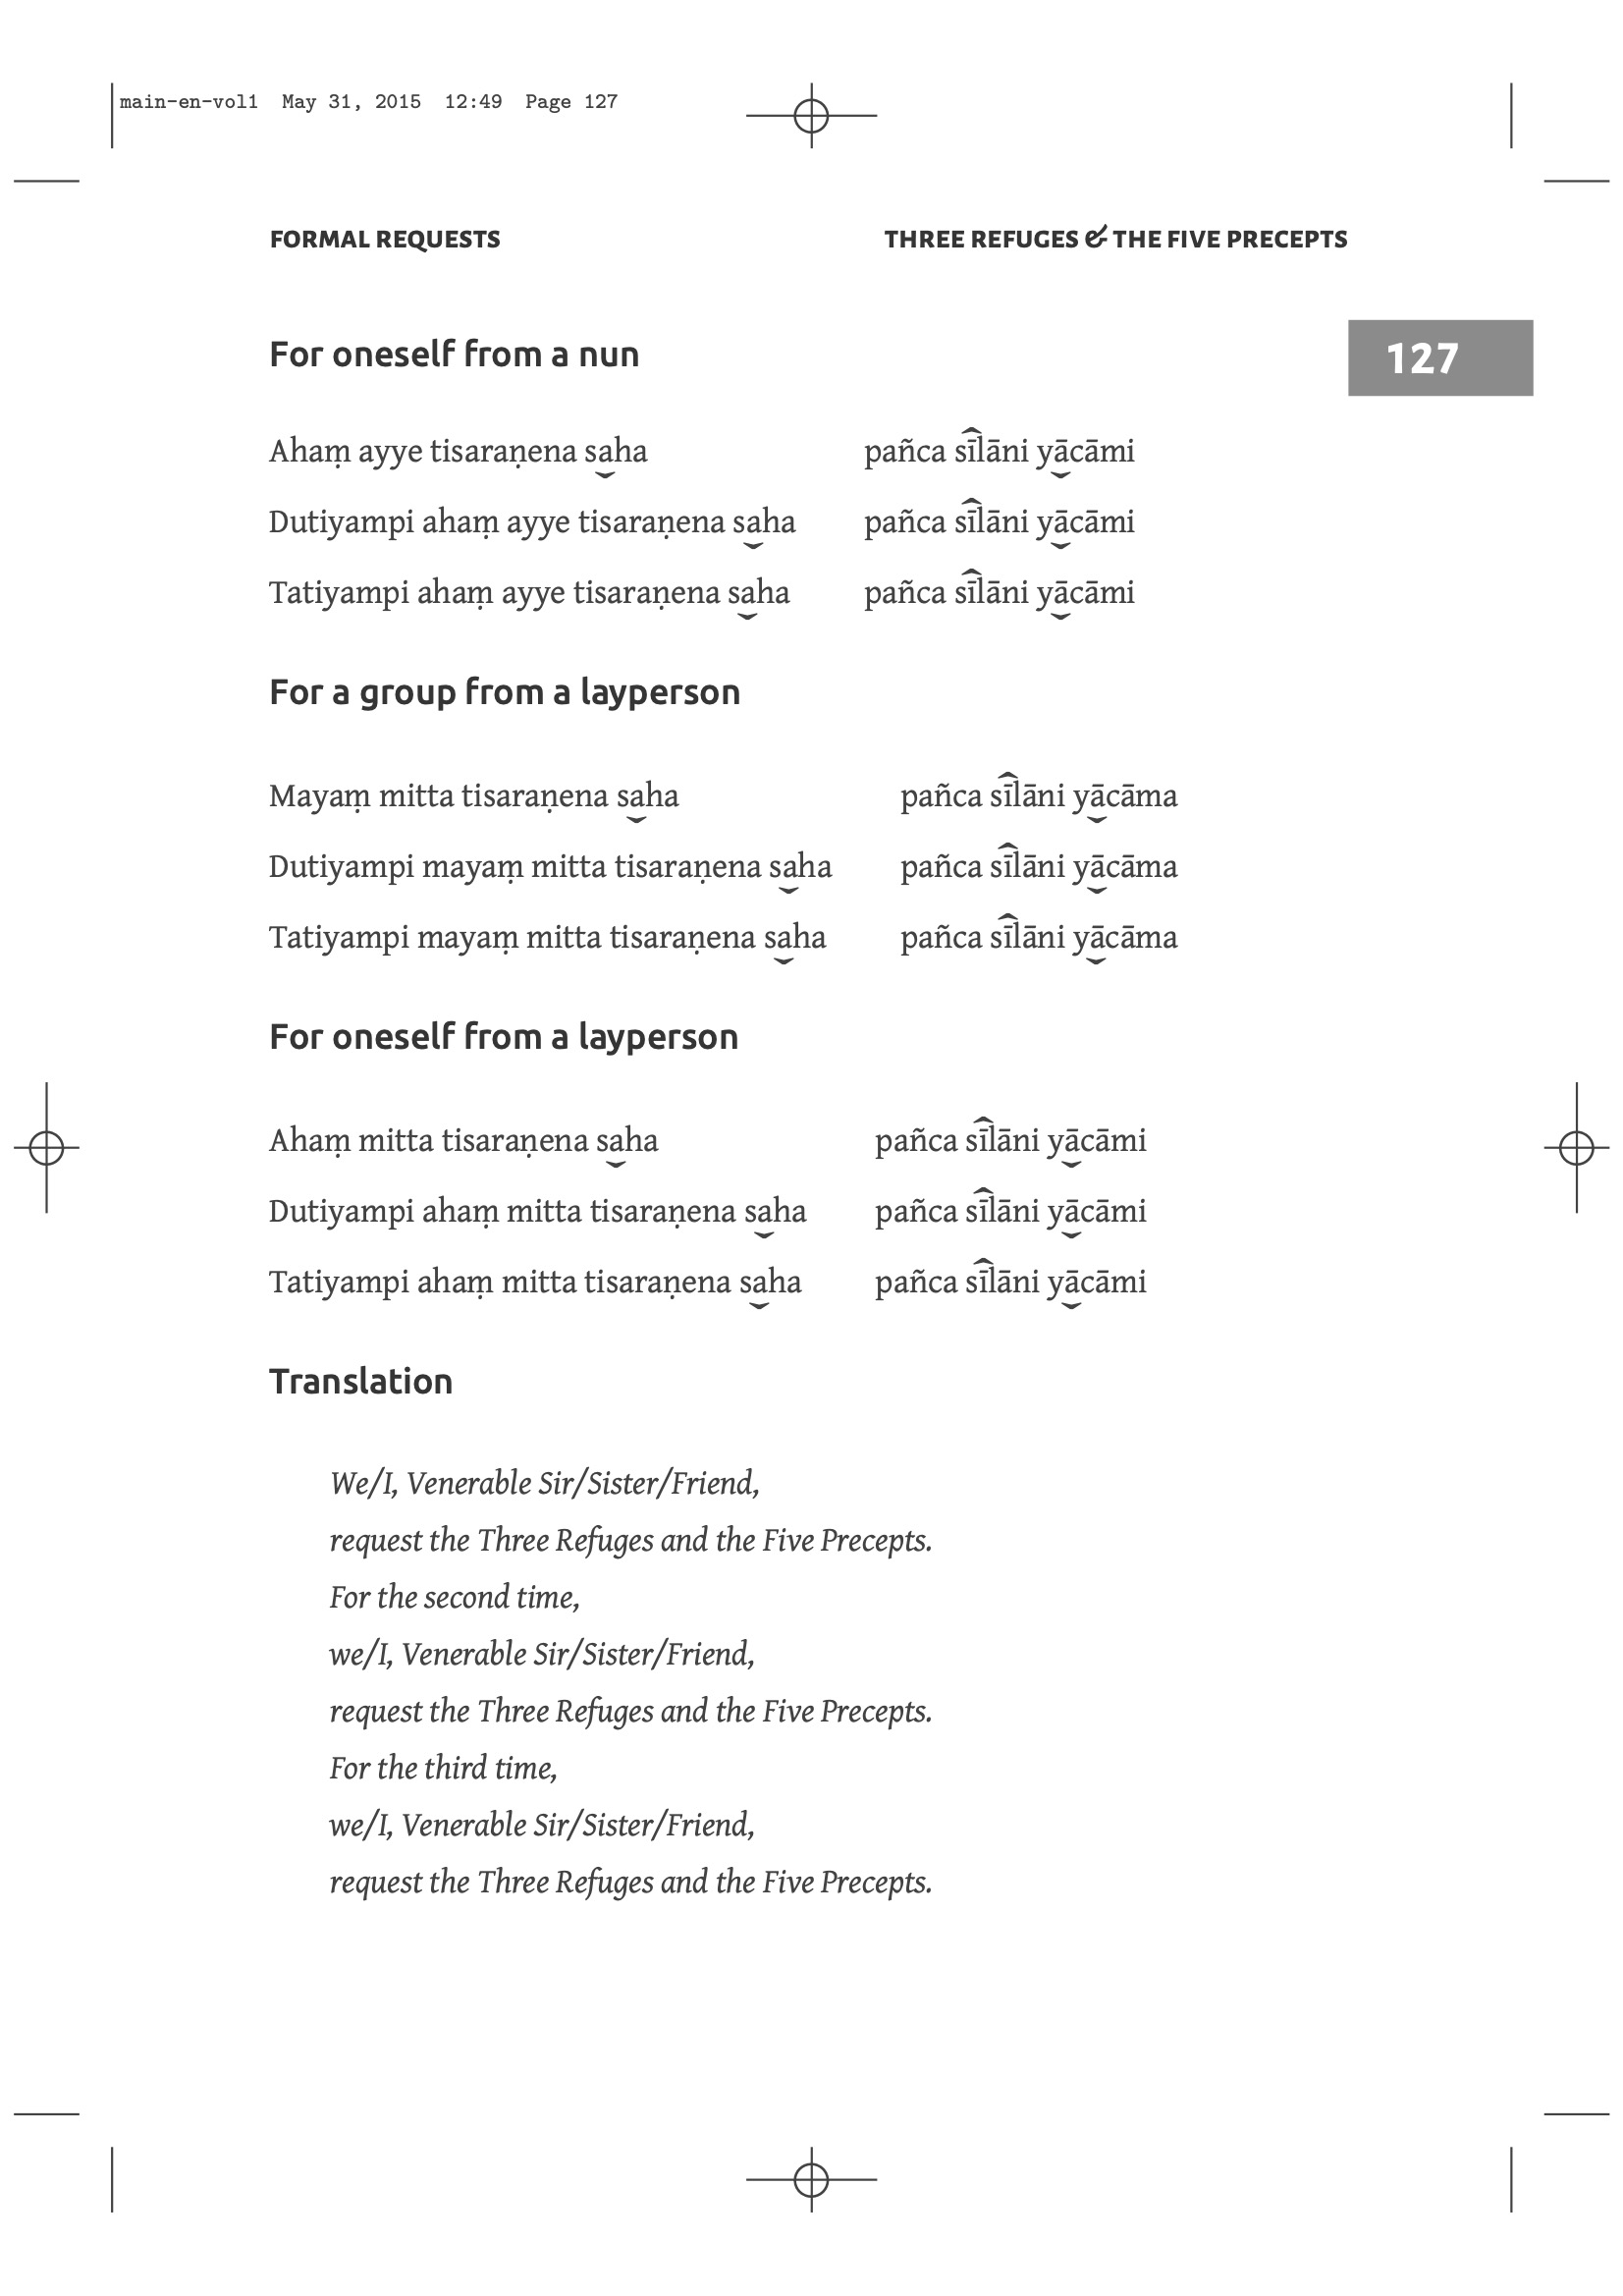 main-en-vol1 May 31, 2015 12:49 Page 127
FORMAL REQUESTS THREE REFUGES & THE FIVE PRECEPTS
127
For oneself from a nun
Ahaṃ ayye tisaraṇena saha pañca sīlāni yācāmi
Dutiyampi ahaṃ ayye tisaraṇena saha pañca sīlāni yācāmi
Tatiyampi ahaṃ ayye tisaraṇena saha pañca sīlāni yācāmi
For a group from a layperson
Mayaṃ mitta tisaraṇena saha pañca sīlāni yācāma
Dutiyampi mayaṃ mitta tisaraṇena saha pañca sīlāni yācāma
Tatiyampi mayaṃ mitta tisaraṇena saha pañca sīlāni yācāma
For oneself from a layperson
Ahaṃ mitta tisaraṇena saha pañca sīlāni yācāmi
Dutiyampi ahaṃ mitta tisaraṇena saha pañca sīlāni yācāmi
Tatiyampi ahaṃ mitta tisaraṇena saha pañca sīlāni yācāmi
Translation
We/I, Venerable Sir/Sister/Friend,
request the Three Refuges and the Five Precepts.
For the second time,
we/I, Venerable Sir/Sister/Friend,
request the Three Refuges and the Five Precepts.
For the third time,
we/I, Venerable Sir/Sister/Friend,
request the Three Refuges and the Five Precepts.